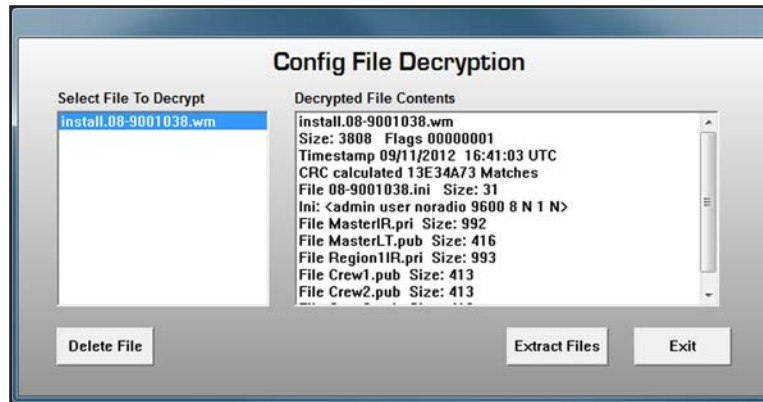 Config File Decryption
Select File To Decrypt
install.08-9001038.wm
Decrypted File Contents
install.08-9001038.wm
Size: 3808 Flags 00000001
Timestamp 09/11/2012 16:41:03 UTC
CRC calculated 13E34A73 Matches
File 08-9001038.ini Size: 31
Ini: <admin user noradio 9600 8 N 1 N>
File MasterIR.pri Size: 992
File MasterLT.pub Size: 416
File Region1IR.pri Size: 993
File Crew1.pub Size: 413
File Crew2.pub Size: 413
Delete File
Extract Files
Exit